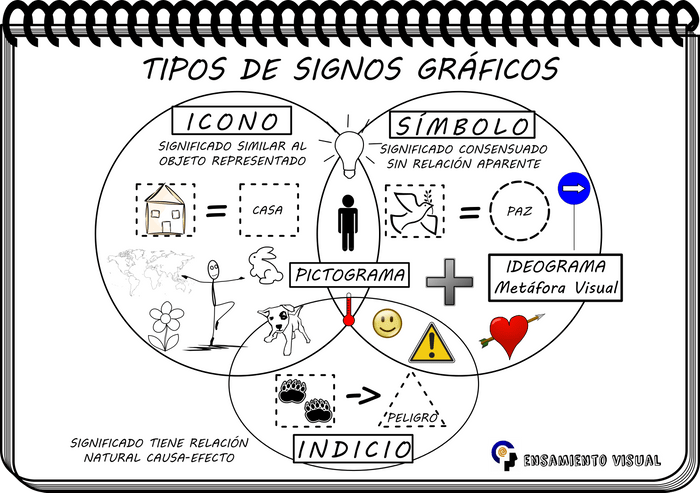 TIPOS DE SIGNOS GRÁFICOS
ICONO
SIGNIFICADO SIMILAR AL
OBJETO REPRESENTADO
SÍMBOLO
SIGNIFICADO CONSENSUADO
SIN RELACIÓN APARENTE
= CASA
= PAZ
PICTOGRAMA
IDEOGRAMA
Metáfora Visual
-> PELIGRO
INDICIO
SIGNIFICADO TIENE RELACIÓN
NATURAL CAUSA-EFECTO
ENSAMIENTO VISUAL